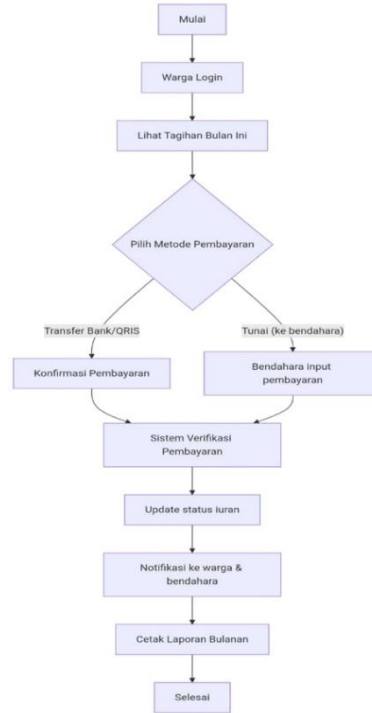 Mulai
Warga Login
Lihat Tagihan Bulan Ini
Pilih Metode Pembayaran
Transfer Bank/QRIS
Tunai (ke bendahara)
Konfirmasi Pembayaran
Bendahara input
pembayaran
Sistem Verifikasi
Pembayaran
Update status iuran
Notifikasi ke warga &
bendahara
Cetak Laporan Bulanan
Selesai